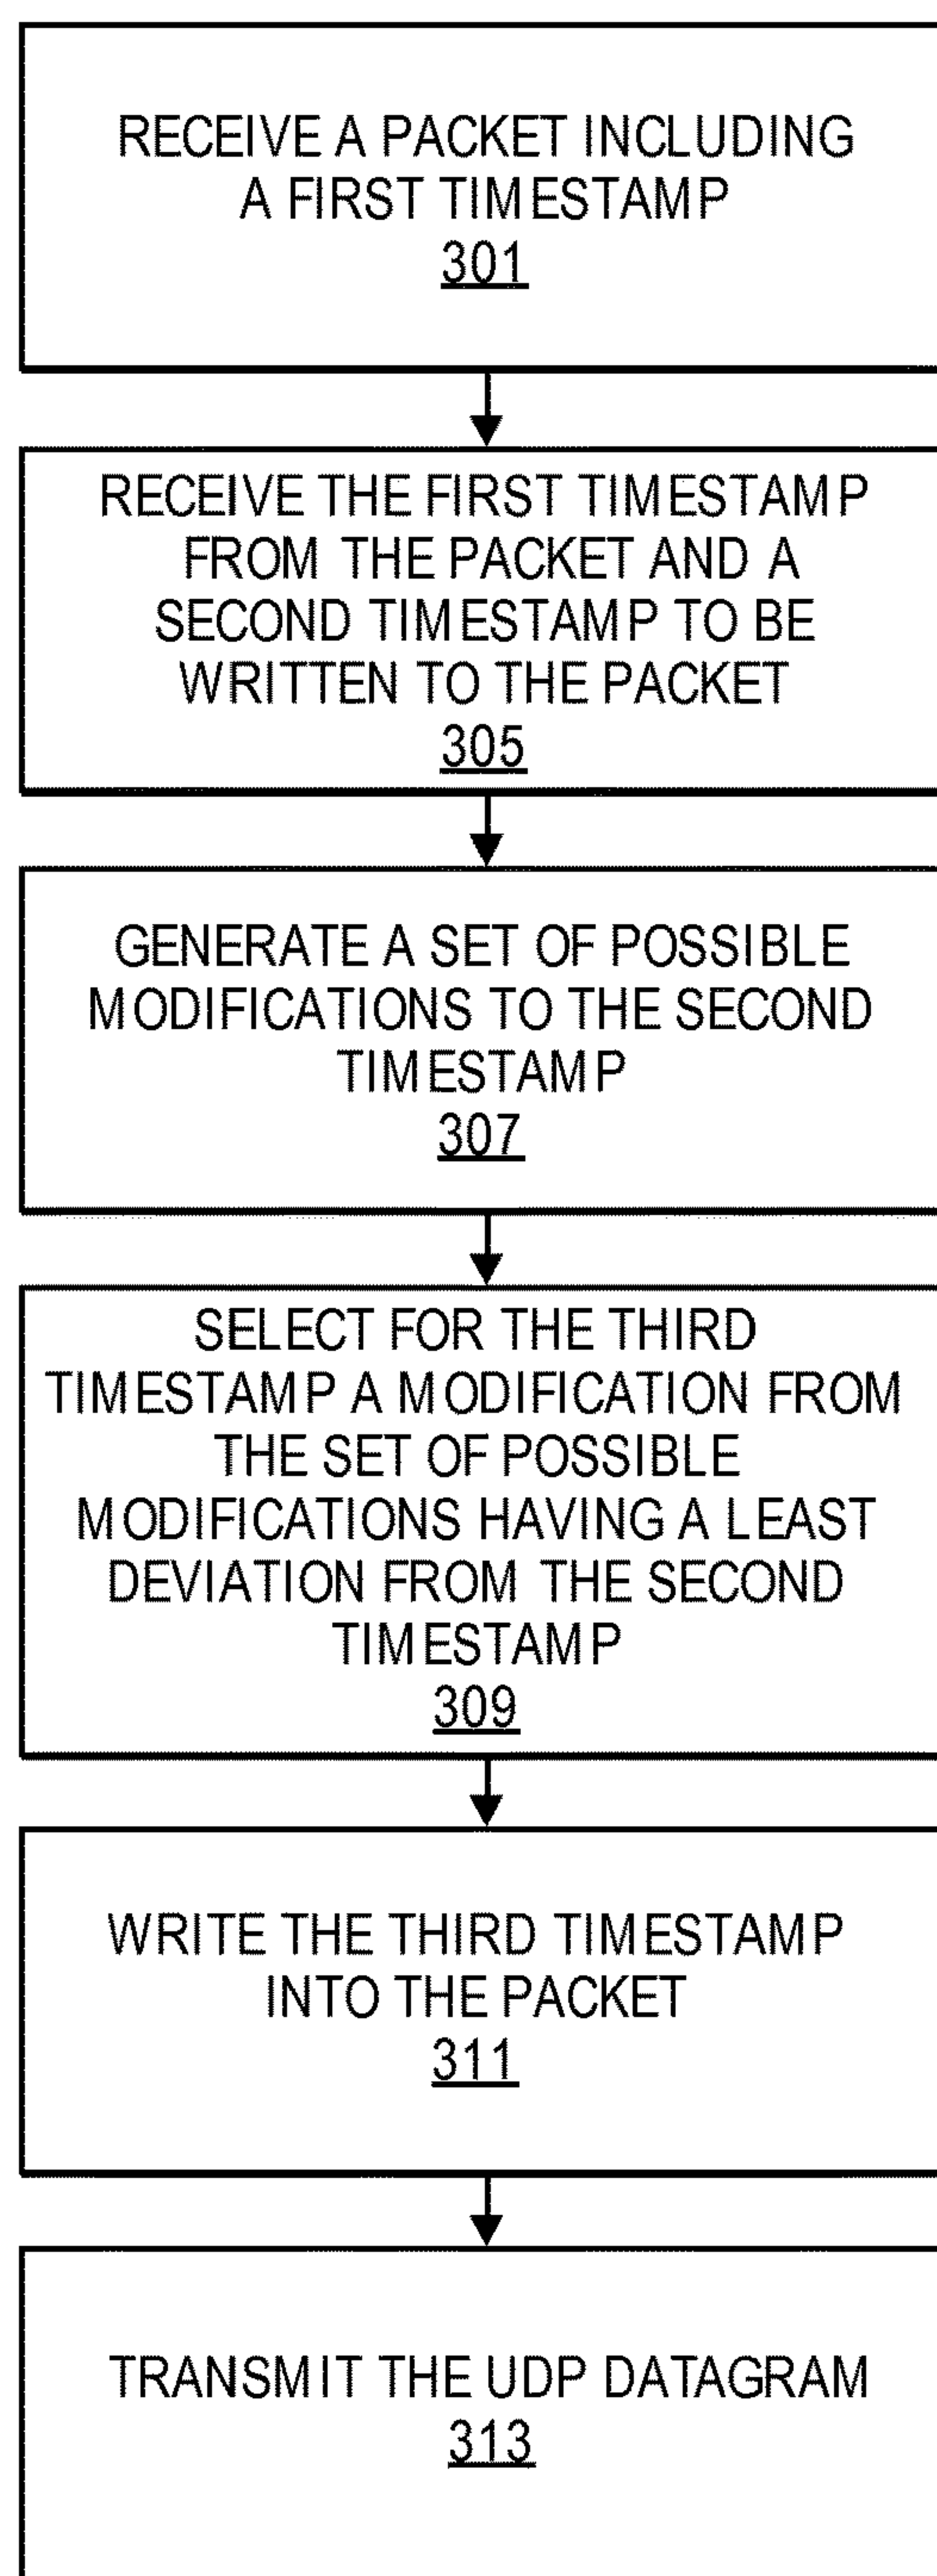 RECEIVE A PACKET INCLUDING
A FIRST TIMESTAMP
301
RECEIVE THE FIRST TIMESTAMP
FROM THE PACKET AND A
SECOND TIMESTAMP TO BE
WRITTEN TO THE PACKET
305
GENERATE A SET OF POSSIBLE
MODIFICATIONS TO THE SECOND
TIMESTAMP
307
SELECT FOR THE THIRD
TIMESTAMP A MODIFICATION FROM
THE SET OF POSSIBLE
MODIFICATIONS HAVING A LEAST
DEVIATION FROM THE SECOND
TIMESTAMP
309
WRITE THE THIRD TIMESTAMP
INTO THE PACKET
311
TRANSMIT THE UDP DATAGRAM
313